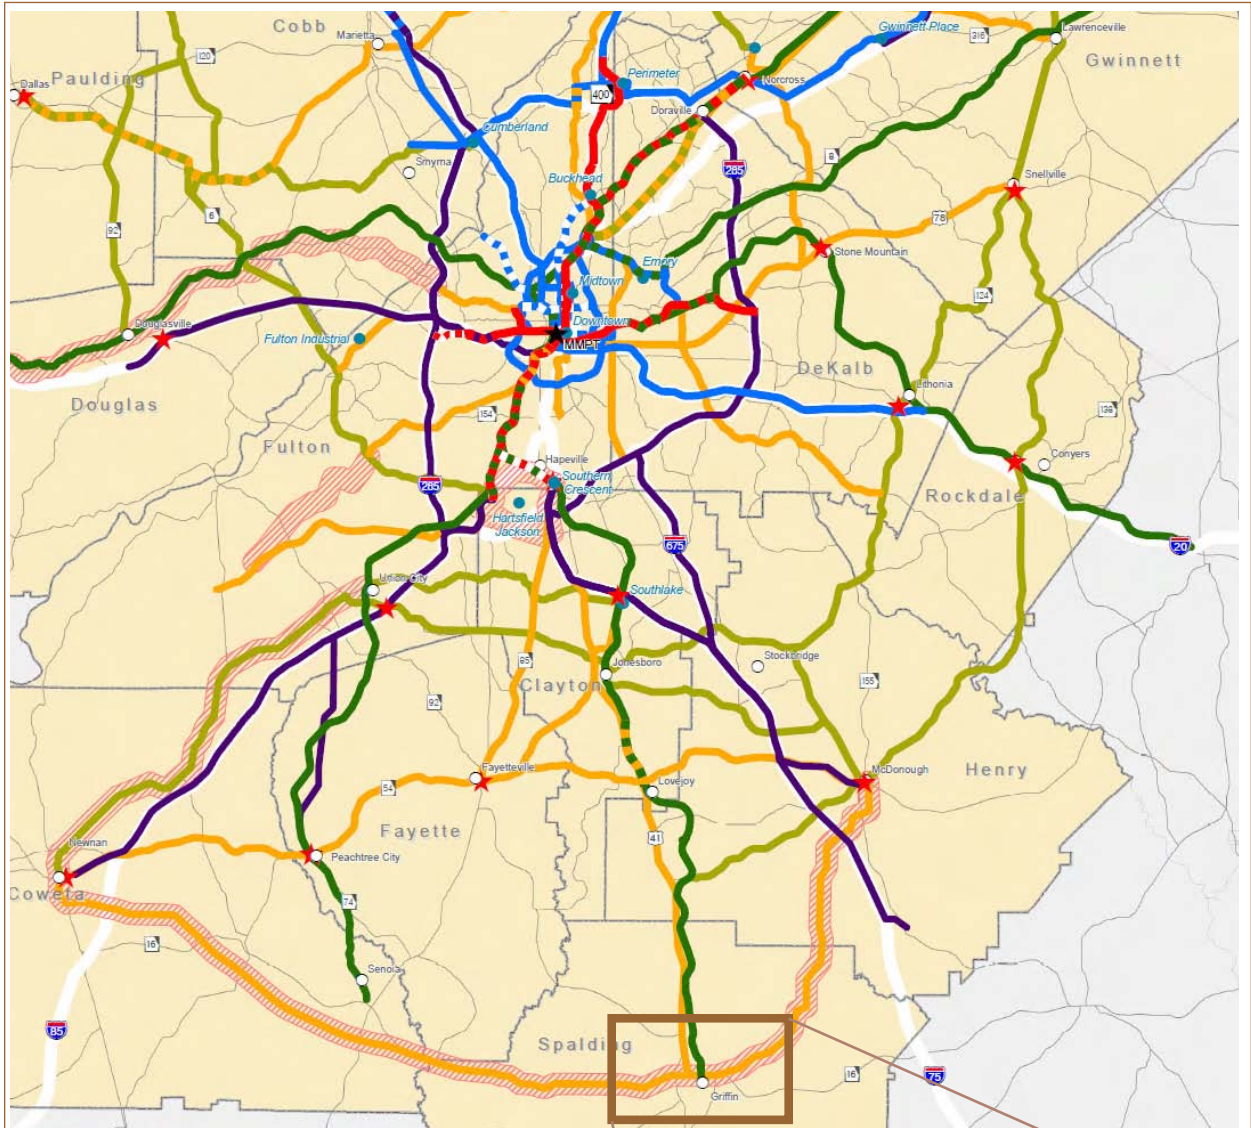 Cobb
Gwinnett Place
Marietta
316
Lawrenceville
120
Gwinnett
Paulding
Perimeter
Dallas
400
Norcross
Doraville
Cumberland
8
Smyrna
285
Buckhead
Snellville
6
78
92
Stone Mountain
Emory
Midtown
124
Douglasville
Downtown
Fulton Industrial
MMPT
DeKalb
Lithonia
Douglas
154
138
Fulton
Hapeville
Conyers
Southern
Crescent
285
Rockdale
Hartsfield
Jackson
675
20
Union City
Southlake
Stockbridge
85
Jonesboro
155
Clayton
92
Fayetteville
McDonough
Henry
54
Lovejoy
Fayette
41
Newnan
Peachtree City
Coweta
74
16
Senoia
85
Spalding
16
75
Griffin